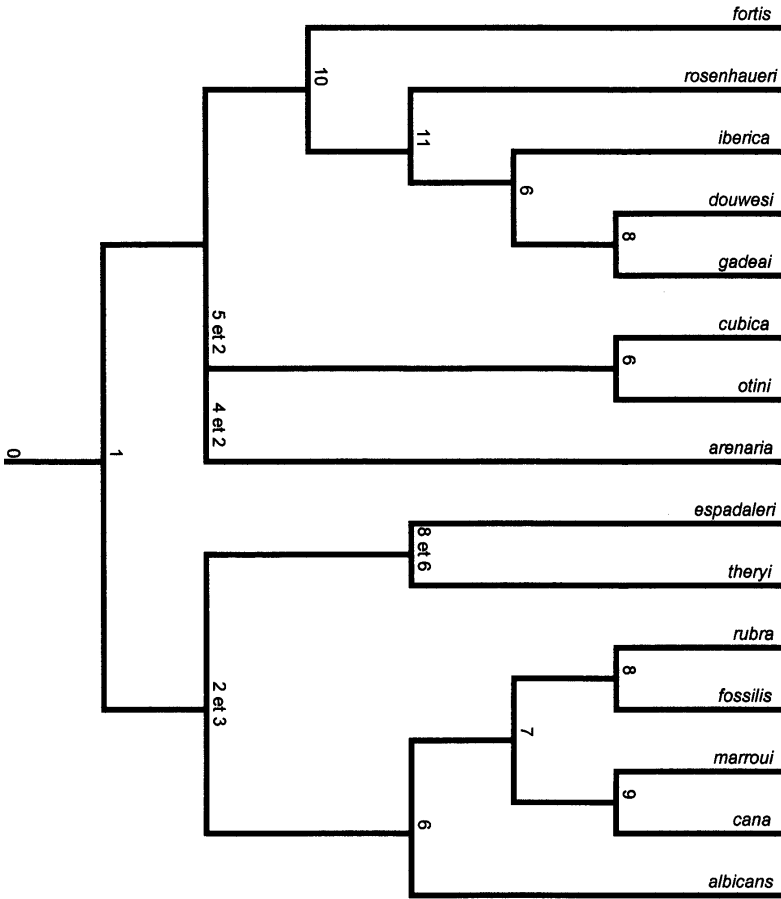 fortis
10
rosenhaueri
11
iberica
6
douwesi
8
gadeai
5 et 2
cubica
6
otini
4 et 2
arenaria
1
0
espadaleri
8 et 6
theryi
rubra
8
fossilis
2 et 3
7
marroui
9
cana
6
albicans